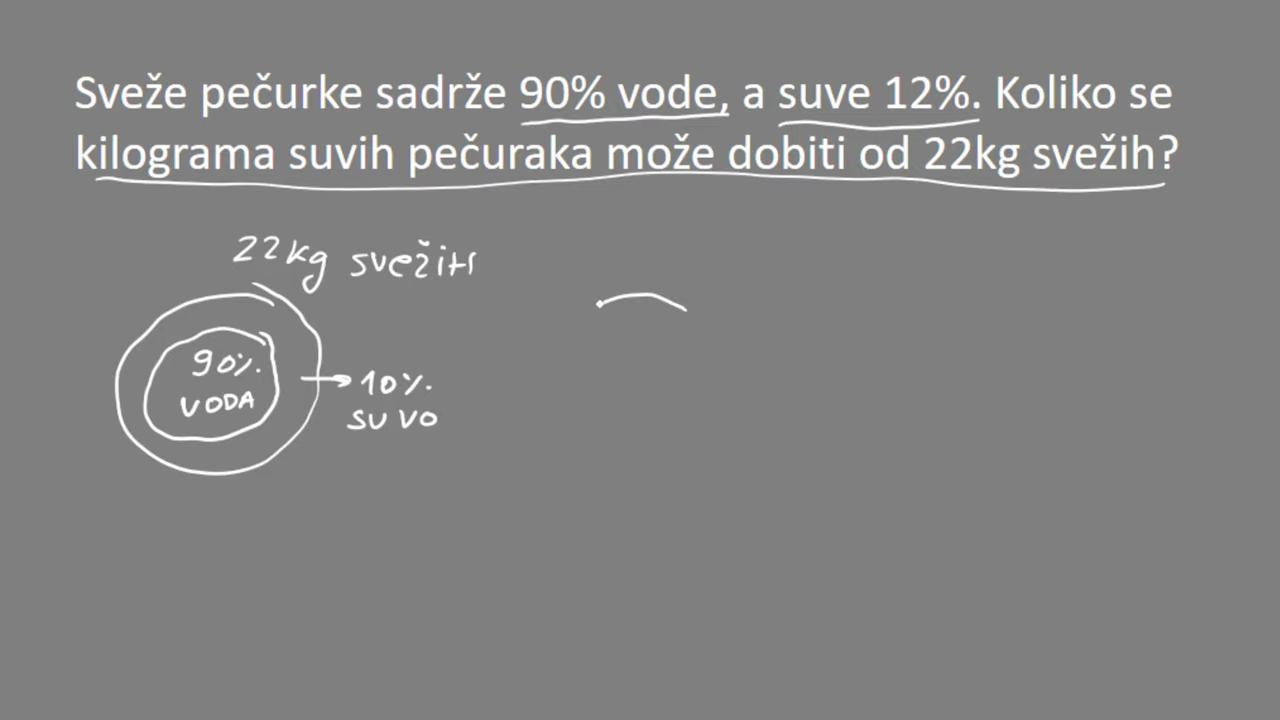 Sveže pečurke sadrže 90% vode, a suve 12%. Koliko se
kilograma suvih pečuraka može dobiti od 22kg svežih?
22kg svežiH
90%.
VODA
10%.
SUVO